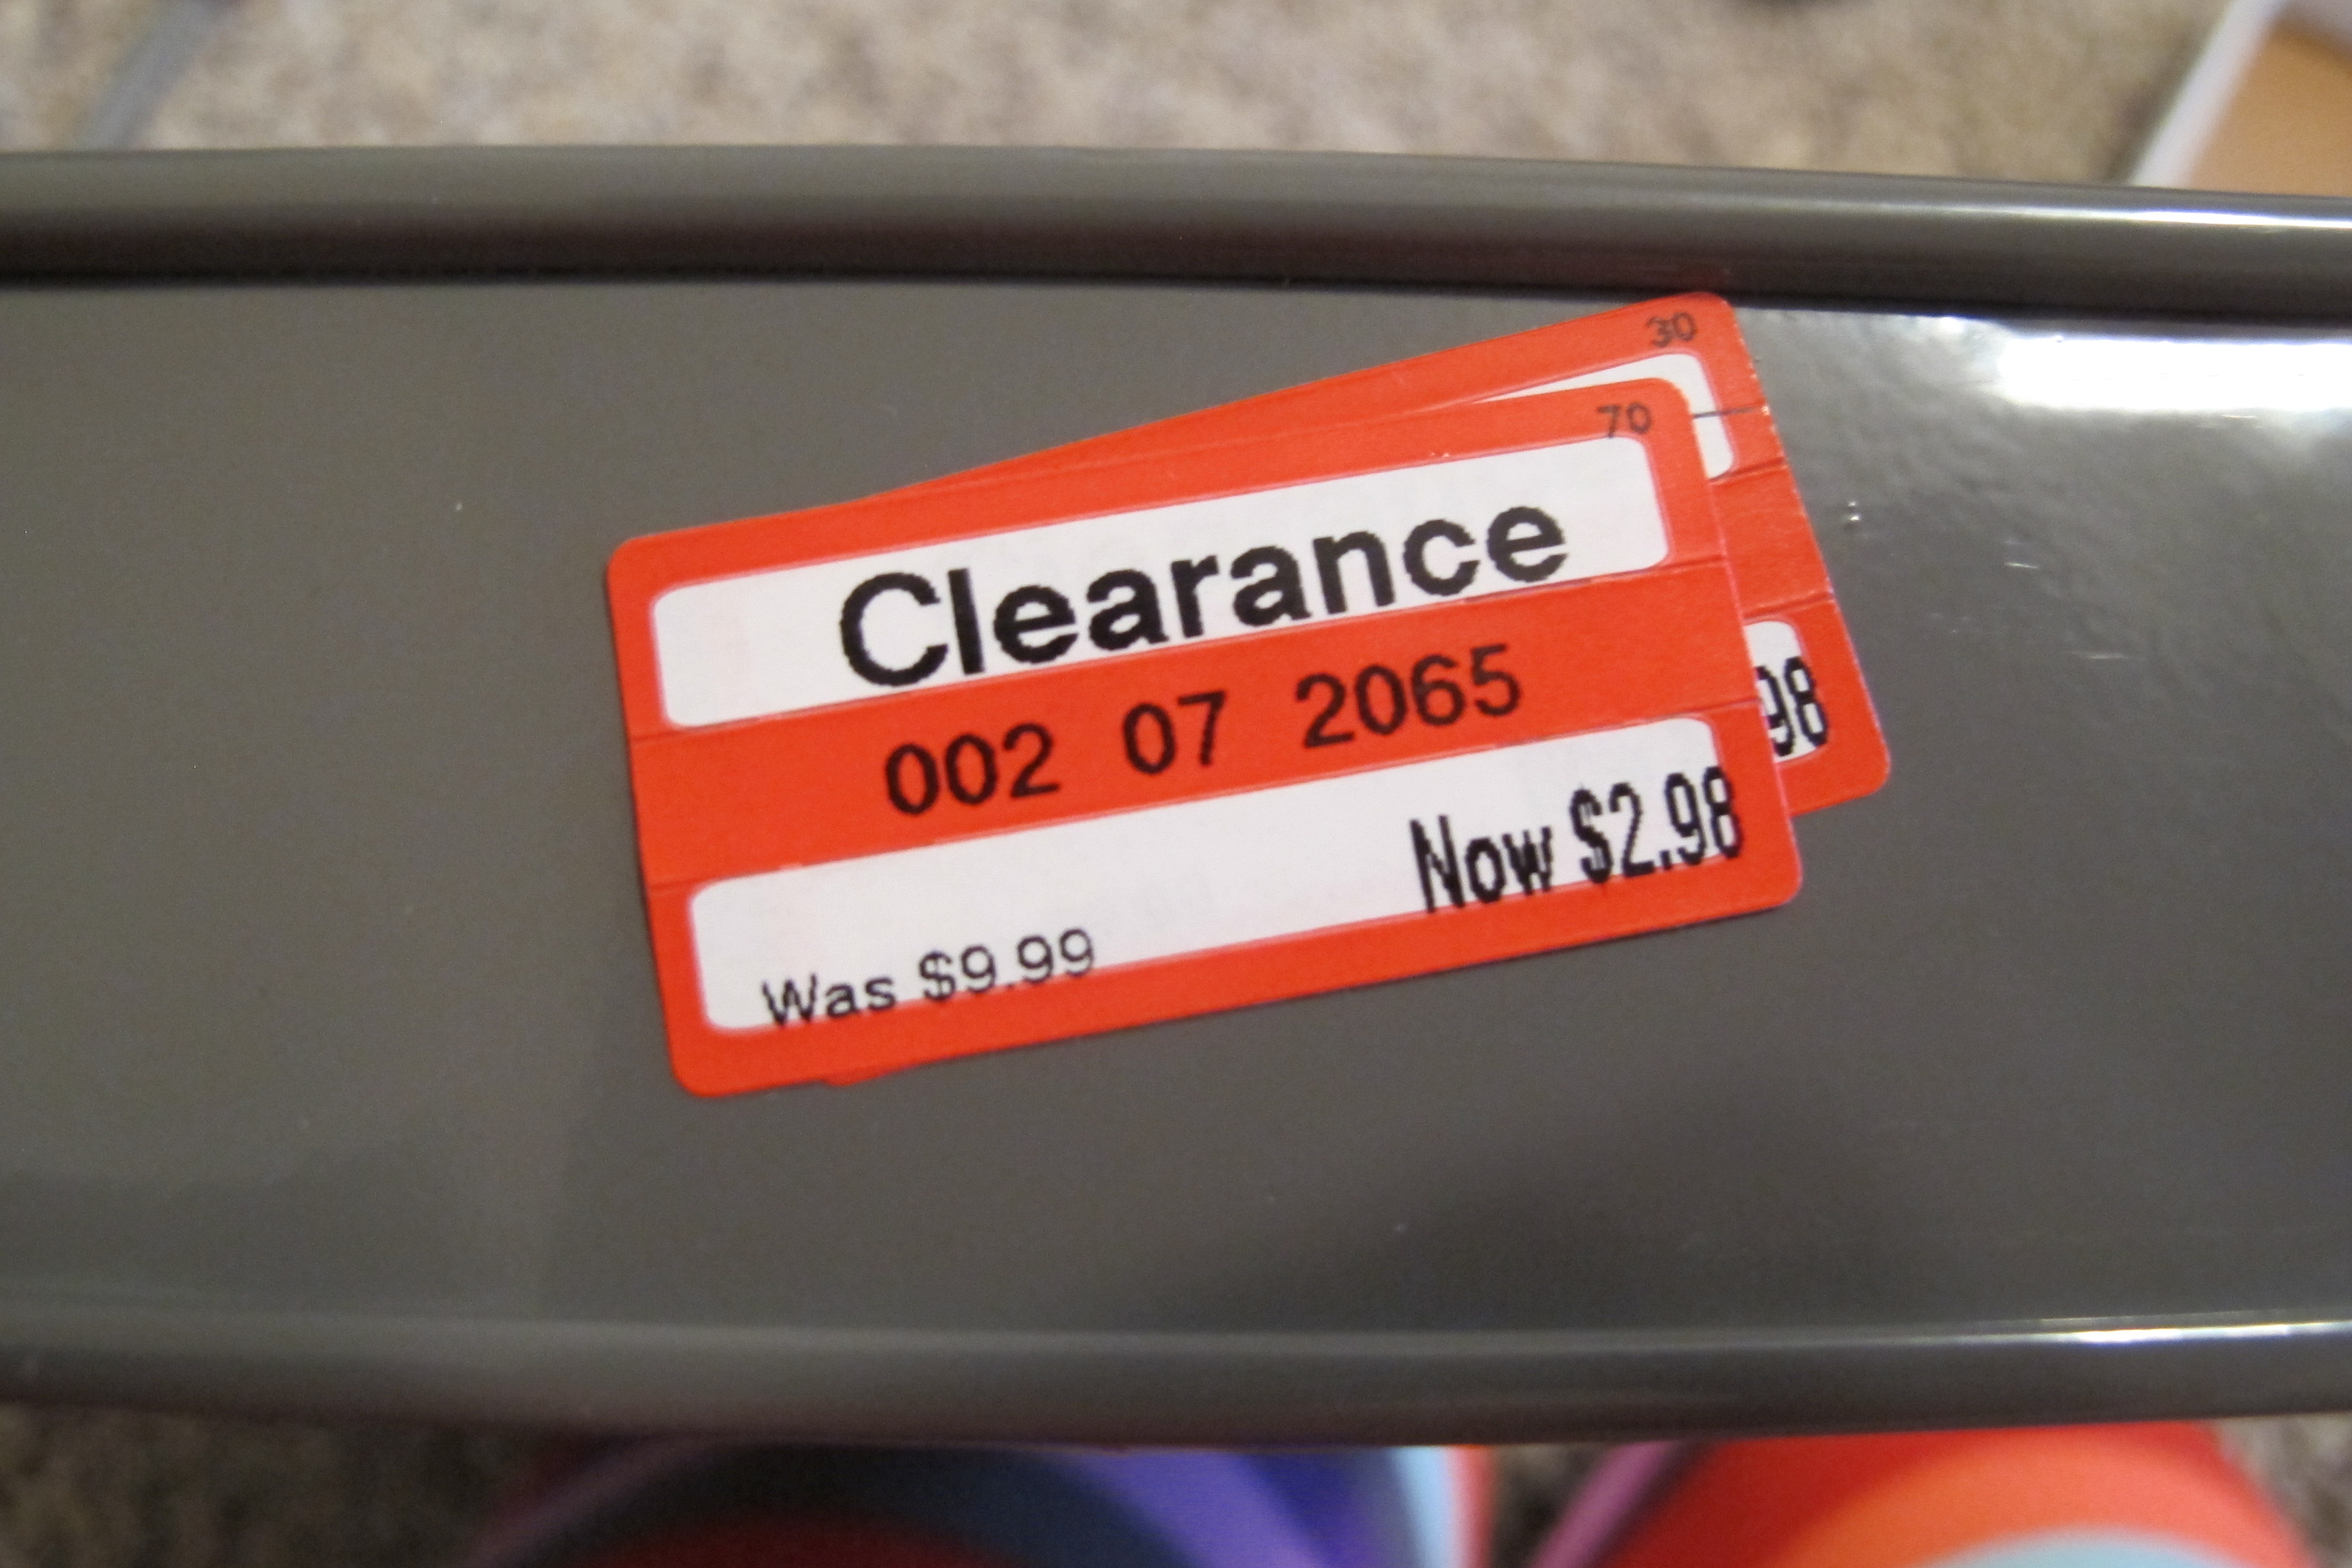 30
70
Clearance
002 07 2065
98
Now $2.98
Was $9.99